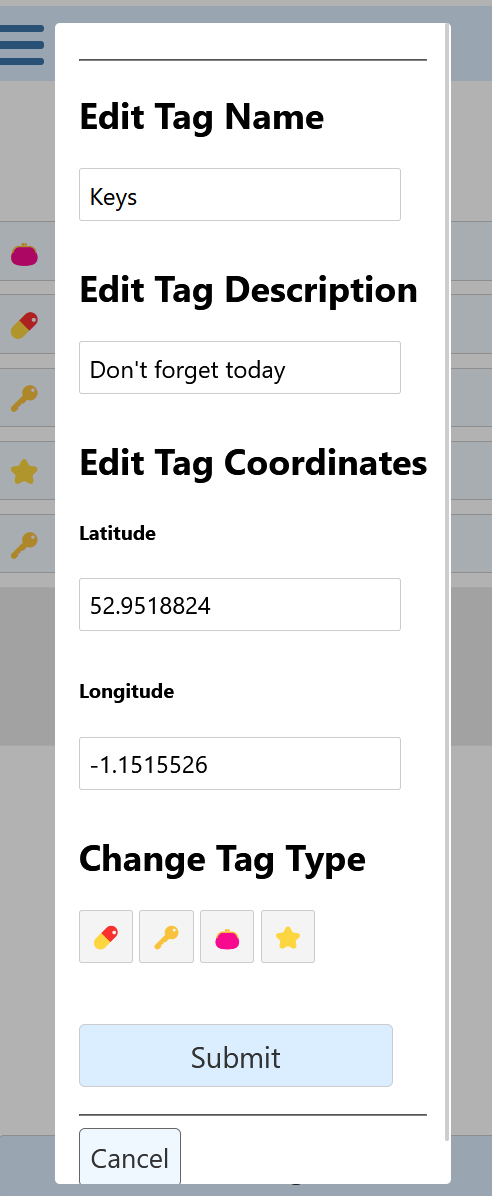 Edit Tag Name
Keys
Edit Tag Description
Don't forget today
Edit Tag Coordinates
Latitude
52.9518824
Longitude
-1.1515526
Change Tag Type
Submit
Cancel